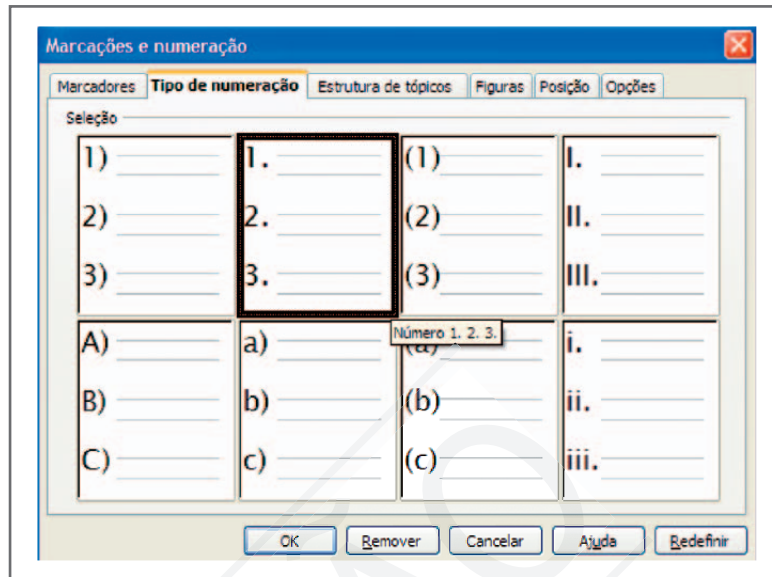 Marcações e numeração
Marcadores Tipo de numeração Estrutura de tópicos Figuras Posição Opções
Seleção
1) 1. (1) I.
2) 2. (2) II.
3) 3. (3) III.
Número 1. 2. 3.
A) a) (a) i.
B) b) (b) ii.
C) c) (c) iii.
OK Remover Cancelar Ajuda Redefinir